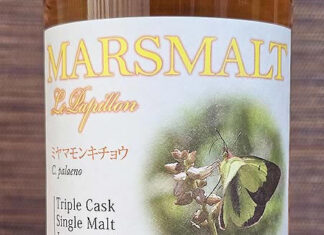 MARSMALT
Le Papillon
ミヤマモンキチョウ
C. palaeno
Triple Cask
Single Malt